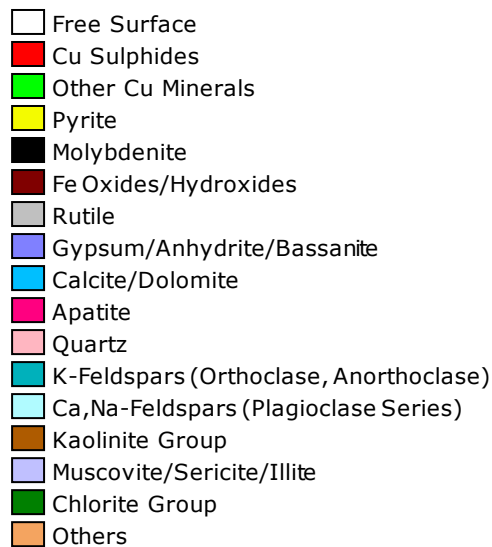 Free Surface
Cu Sulphides
Other Cu Minerals
Pyrite
Molybdenite
Fe Oxides/Hydroxides
Rutile
Gypsum/Anhydrite/Bassanite
Calcite/Dolomite
Apatite
Quartz
K-Feldspars (Orthoclase, Anorthoclase)
Ca,Na-Feldspars (Plagioclase Series)
Kaolinite Group
Muscovite/Sericite/Illite
Chlorite Group
Others